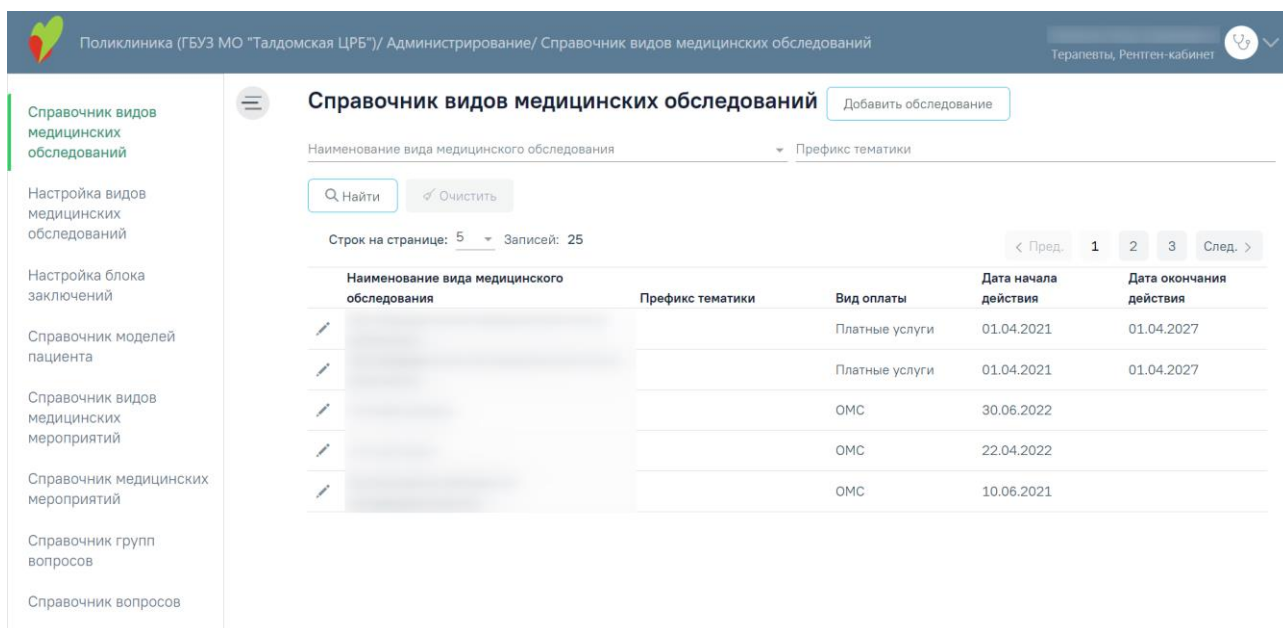 Поликлиника (ГБУЗ МО "Талдомская ЦРБ")/ Администрирование/ Справочник видов медицинских обследований
Терапевты, Рентген-кабинет
Справочник видов
медицинских
обследований
Настройка видов
медицинских
обследований
Настройка блока
заключений
Справочник моделей
пациента
Справочник видов
медицинских
мероприятий
Справочник медицинских
мероприятий
Справочник групп
вопросов
Справочник вопросов
Справочник видов медицинских обследований
Добавить обследование
Наименование вида медицинского обследования
Префикс тематики
Найти
Очистить
Строк на странице: 5 Записей: 25
< Пред. 1 2 3 След. >
Наименование вида медицинского
обследования
Префикс тематики
Вид оплаты
Дата начала
действия
Дата окончания
действия
Платные услуги 01.04.2021 01.04.2027
Платные услуги 01.04.2021 01.04.2027
ОМС 30.06.2022
ОМС 22.04.2022
ОМС 10.06.2021